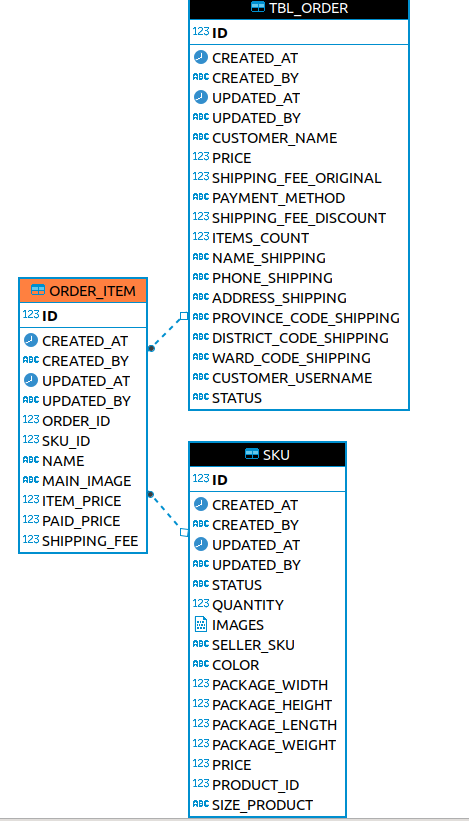 TBL_ORDER
123 ID
CREATED_AT
ABC CREATED_BY
UPDATED_AT
ABC UPDATED_BY
ABC CUSTOMER_NAME
123 PRICE
123 SHIPPING_FEE_ORIGINAL
ABC PAYMENT_METHOD
123 SHIPPING_FEE_DISCOUNT
123 ITEMS_COUNT
ABC NAME_SHIPPING
ABC PHONE_SHIPPING
ABC ADDRESS_SHIPPING
ABC PROVINCE_CODE_SHIPPING
ABC DISTRICT_CODE_SHIPPING
ABC WARD_CODE_SHIPPING
ABC CUSTOMER_USERNAME
ABC STATUS
ORDER_ITEM
123 ID
CREATED_AT
ABC CREATED_BY
UPDATED_AT
ABC UPDATED_BY
123 ORDER_ID
123 SKU_ID
ABC NAME
ABC MAIN_IMAGE
123 ITEM_PRICE
123 PAID_PRICE
123 SHIPPING_FEE
SKU
123 ID
CREATED_AT
ABC CREATED_BY
UPDATED_AT
ABC UPDATED_BY
ABC STATUS
123 QUANTITY
IMAGES
ABC SELLER_SKU
ABC COLOR
123 PACKAGE_WIDTH
123 PACKAGE_HEIGHT
123 PACKAGE_LENGTH
123 PACKAGE_WEIGHT
123 PRICE
123 PRODUCT_ID
ABC SIZE_PRODUCT